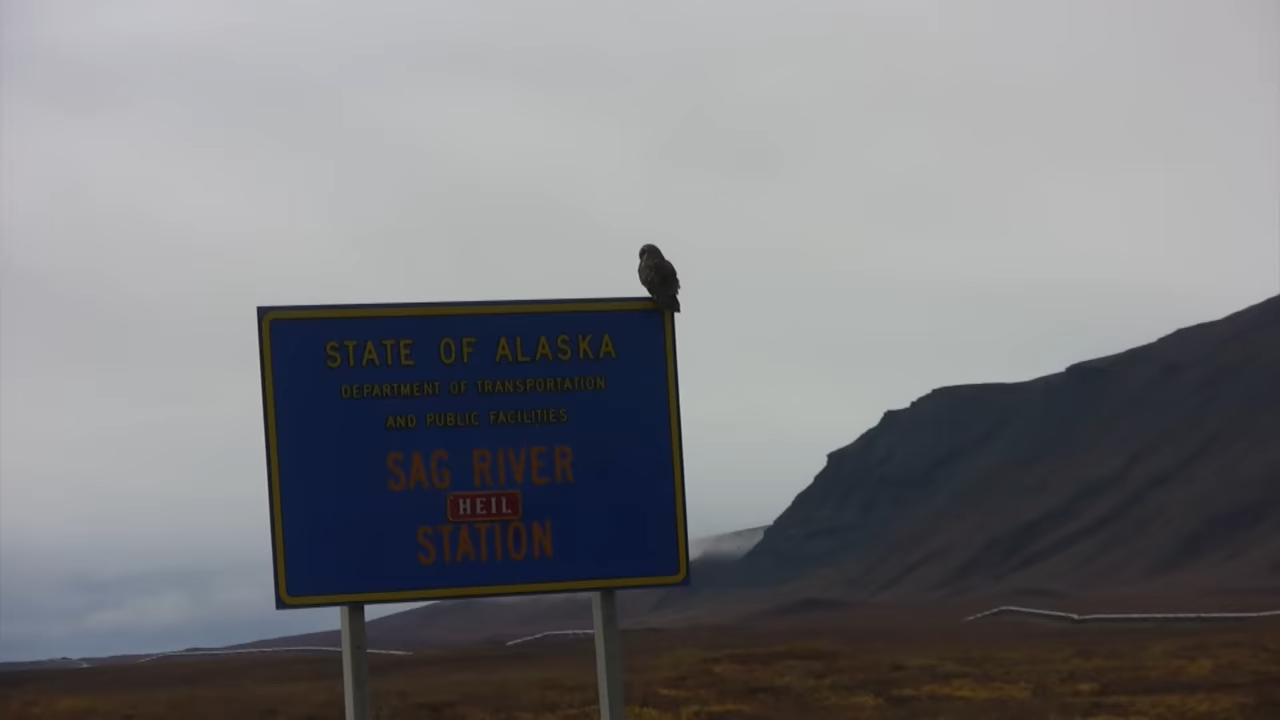 STATE OF ALASKA
DEPARTMENT OF TRANSPORTATION
AND PUBLIC FACILITIES
SAG RIVER
HEIL
STATION